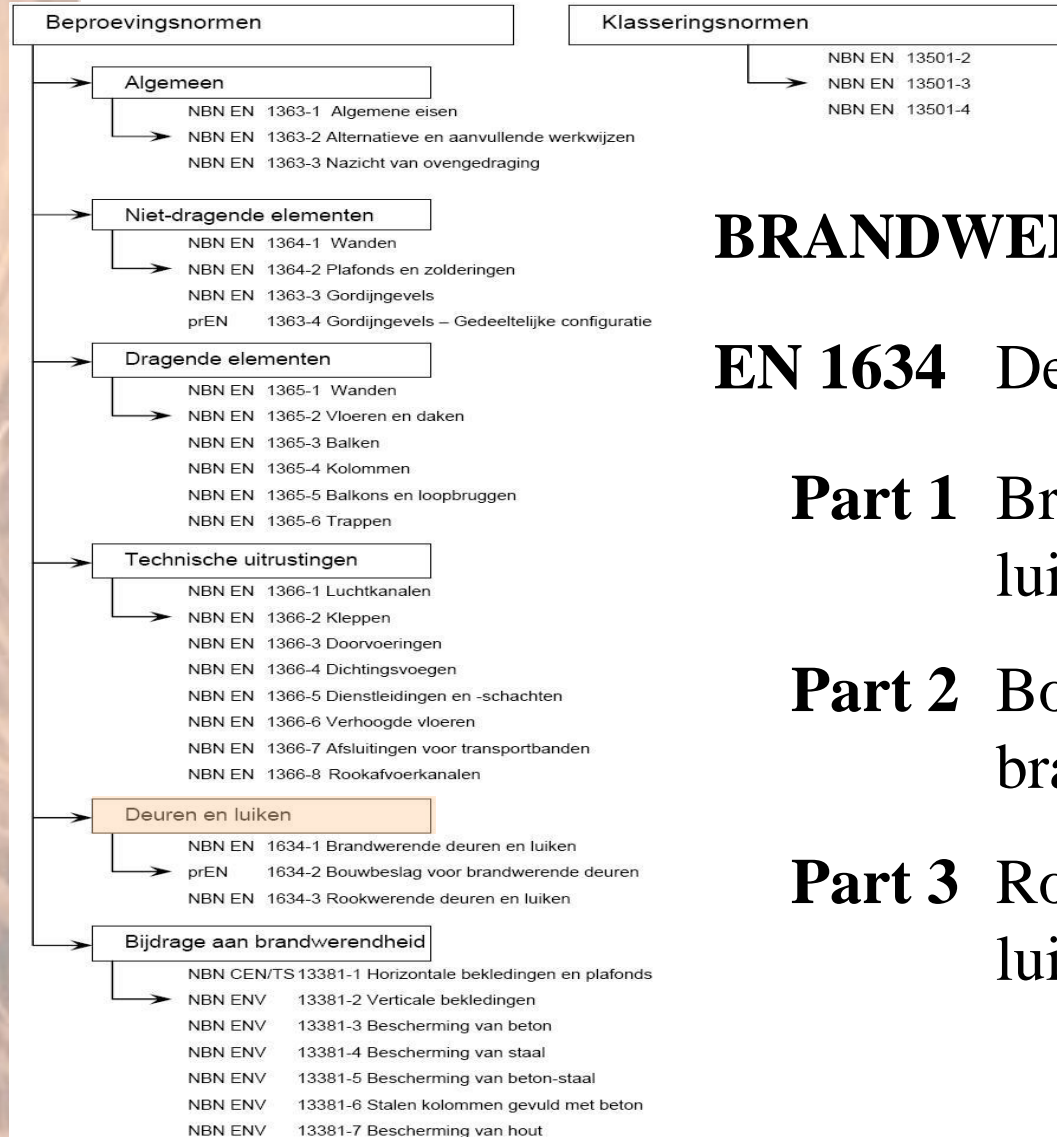 Beproevingsnormen
Algemeen
NBN EN 1363-1 Algemene eisen
NBN EN 1363-2 Alternatieve en aanvullende werkwijzen
NBN EN 1363-3 Nazicht van ovengedraging
Niet-dragende elementen
NBN EN 1364-1 Wanden
NBN EN 1364-2 Plafonds en zolderingen
NBN EN 1363-3 Gordijngevels
prEN 1363-4 Gordijngevels – Gedeeltelijke configuratie
Dragende elementen
NBN EN 1365-1 Wanden
NBN EN 1365-2 Vloeren en daken
NBN EN 1365-3 Balken
NBN EN 1365-4 Kolommen
NBN EN 1365-5 Balkons en loopbruggen
NBN EN 1365-6 Trappen
Technische uitrustingen
NBN EN 1366-1 Luchtkanalen
NBN EN 1366-2 Kleppen
NBN EN 1366-3 Doorvoeringen
NBN EN 1366-4 Dichtingsvoegen
NBN EN 1366-5 Dienstleidingen en -schachten
NBN EN 1366-6 Verhoogde vloeren
NBN EN 1366-7 Afsluitingen voor transportbanden
NBN EN 1366-8 Rookafvoerkanalen
Deuren en luiken
NBN EN 1634-1 Brandwerende deuren en luiken
prEN 1634-2 Bouwbeslag voor brandwerende deuren
NBN EN 1634-3 Rookwerende deuren en luiken
Bijdrage aan brandwerendheid
NBN CEN/TS 13381-1 Horizontale bekledingen en plafonds
NBN ENV 13381-2 Verticale bekledingen
NBN ENV 13381-3 Bescherming van beton
NBN ENV 13381-4 Bescherming van staal
NBN ENV 13381-5 Bescherming van beton-staal
NBN ENV 13381-6 Stalen kolommen gevuld met beton
NBN ENV 13381-7 Bescherming van hout
Klasseringsnormen
NBN EN 13501-2
NBN EN 13501-3
NBN EN 13501-4
EN 1634
Part 1
Part 2
Part 3